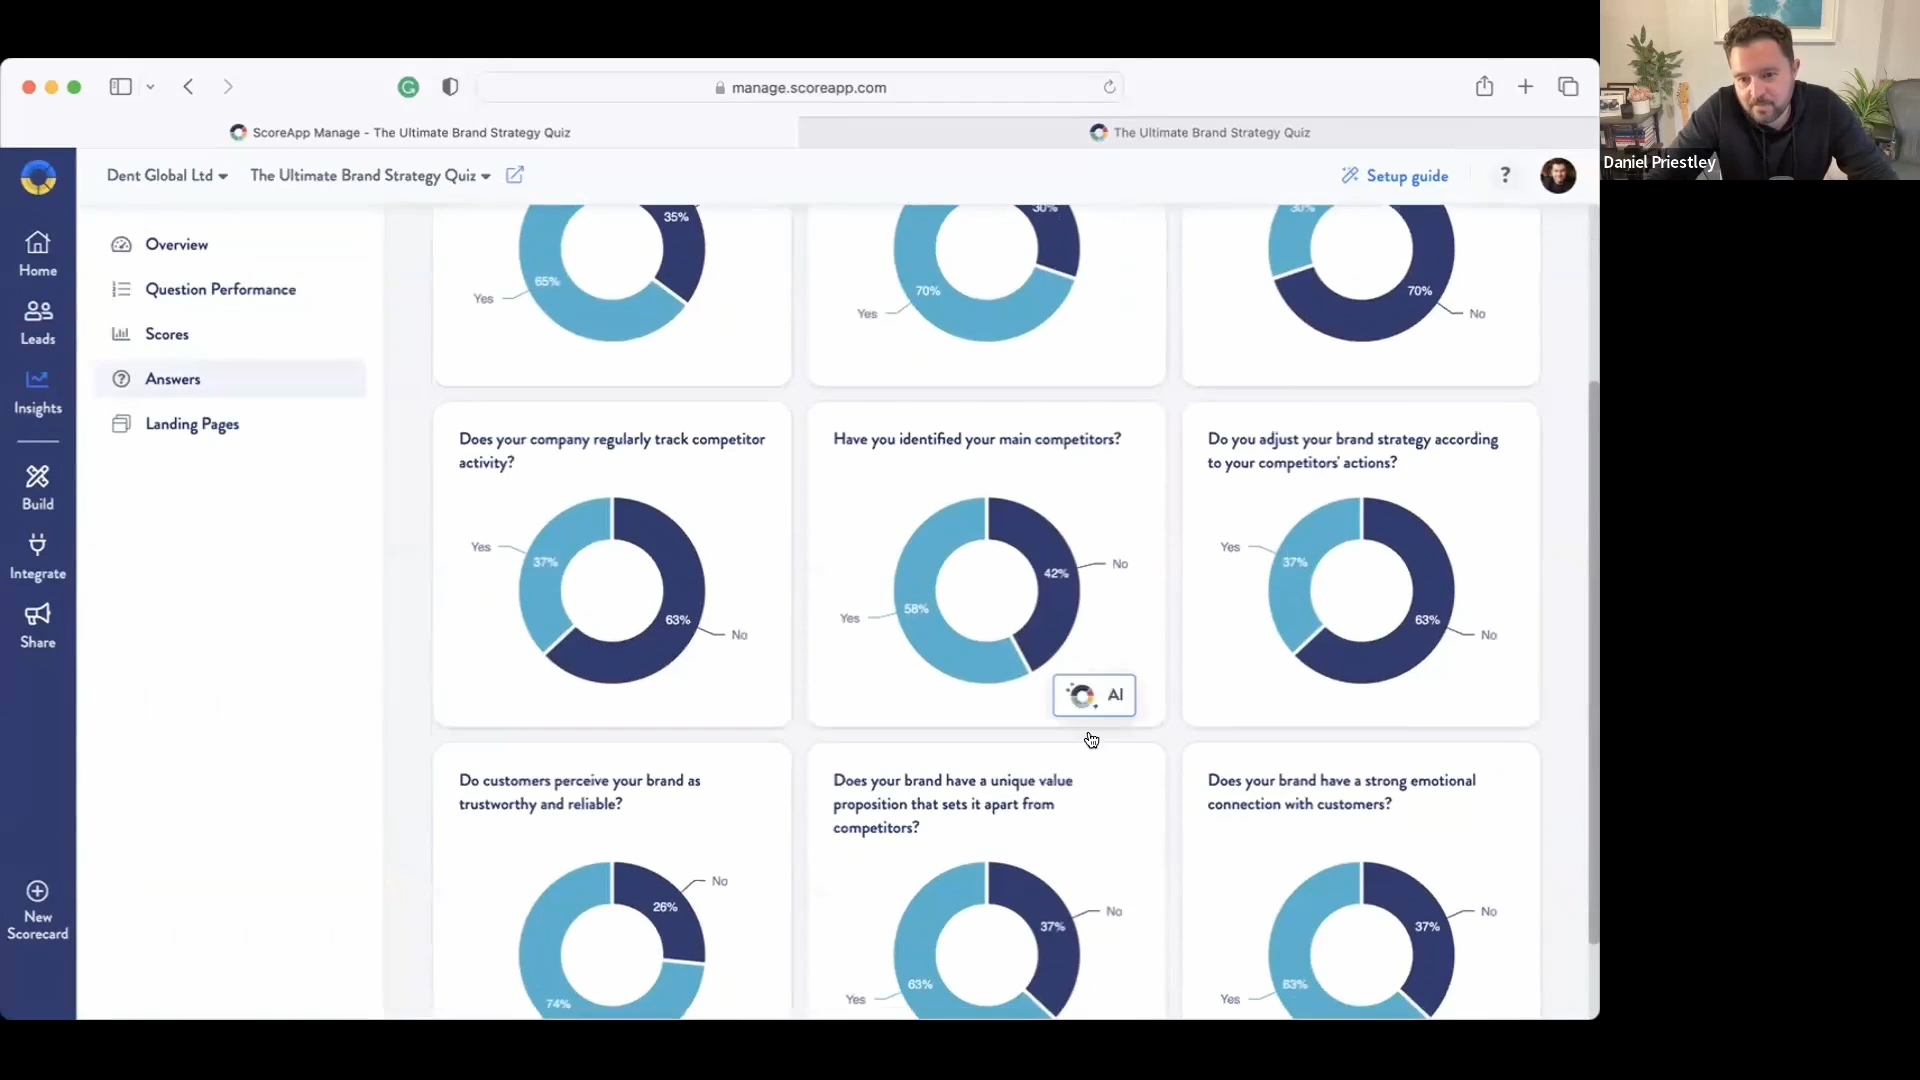 manage.scoreapp.com
ScoreApp Manage - The Ultimate Brand Strategy Quiz
The Ultimate Brand Strategy Quiz
Daniel Priestley
Dent Global Ltd
The Ultimate Brand Strategy Quiz
Setup guide
?
Home
Leads
Insights
Build
Integrate
Share
New
Scorecard
Overview
Question Performance
Scores
Answers
Landing Pages
35%
65%
Yes
30%
70%
Yes
30%
70%
No
Does your company regularly track competitor
activity?
Yes
37%
63%
No
Have you identified your main competitors?
42%
No
58%
Yes
AI
Do you adjust your brand strategy according
to your competitors' actions?
Yes
37%
63%
No
Do customers perceive your brand as
trustworthy and reliable?
No
26%
74%
Does your brand have a unique value
proposition that sets it apart from
competitors?
No
37%
63%
Yes
Does your brand have a strong emotional
connection with customers?
No
37%
63%
Yes